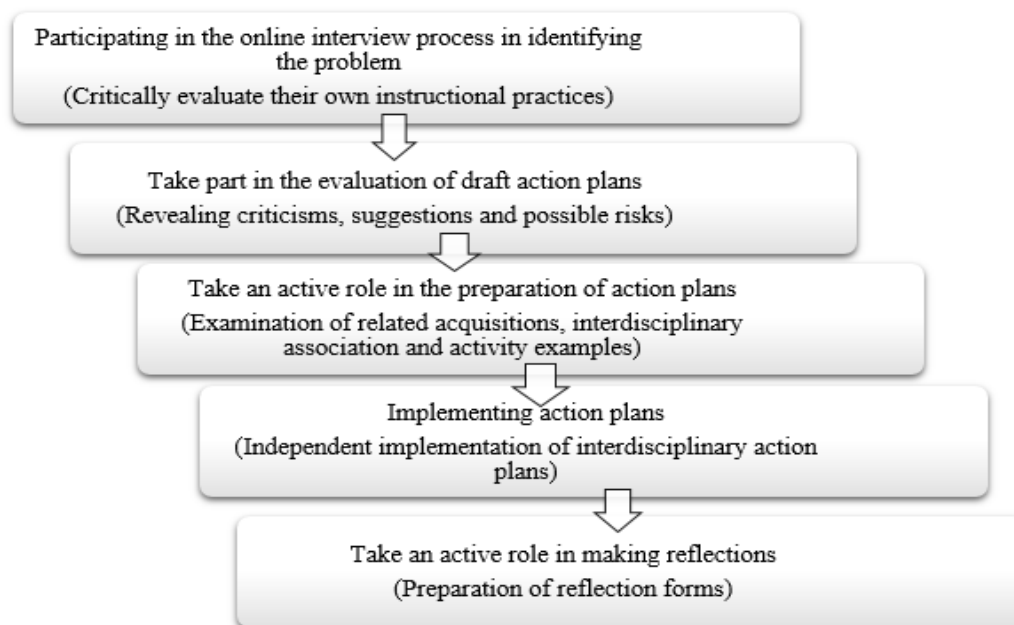 Participating in the online interview process in identifying
the problem
(Critically evaluate their own instructional practices)
Take part in the evaluation of draft action plans
(Revealing criticisms, suggestions and possible risks)
Take an active role in the preparation of action plans
(Examination of related acquisitions, interdisciplinary
association and activity examples)
Implementing action plans
(Independent implementation of interdisciplinary action
plans)
Take an active role in making reflections
(Preparation of reflection forms)